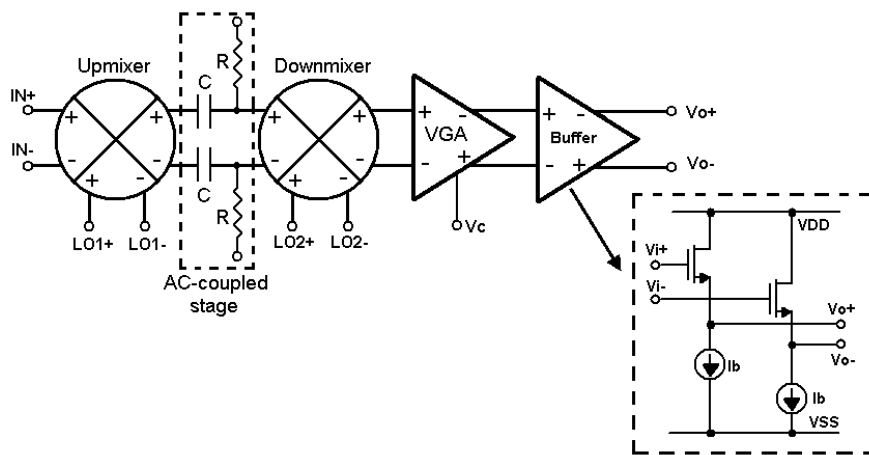 Upmixer
R
Downmixer
C
IN+
+
+
+
+
+
-
+
-
Vo+
VGA
Buffer
IN-
-
-
-
-
-
+
-
+
Vo-
C
+
-
R
+
-
LO1+
LO1-
LO2+
LO2-
Vc
AC-coupled
stage
VDD
Vi+
Vi-
Vo+
Vo-
Ib
Ib
VSS